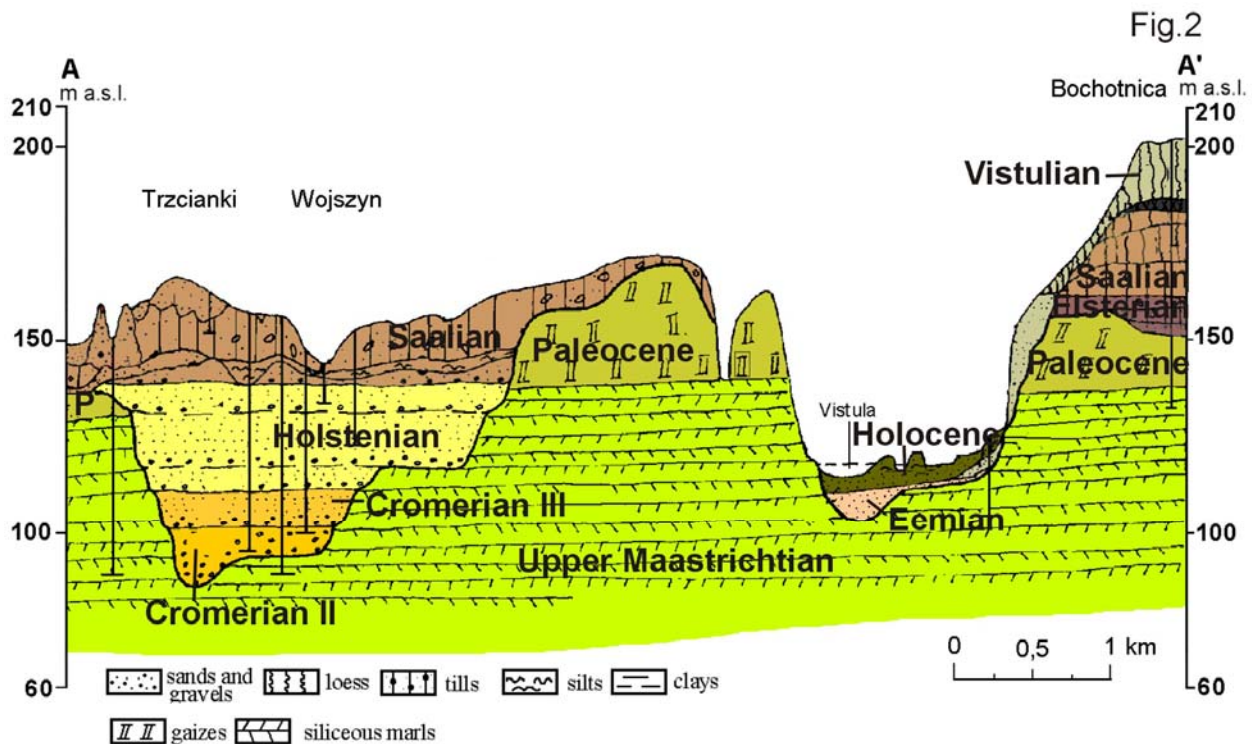 Fig.2
A
m a.s.l.
A'
m a.s.l.
Bochotnica
210
200
150
100
60
210
200
150
100
60
Trzcianki
Wojszyn
Vistulian
Saalian
Elsterian
Paleocene
Saalian
Paleocene
P
Holstenian
Vistula
Holocene
Cromerian III
Eemian
Upper Maastrichtian
Cromerian II
0 0,5 1 km
sands and
gravels
loess
tills
silts
clays
gaizes
siliceous marls